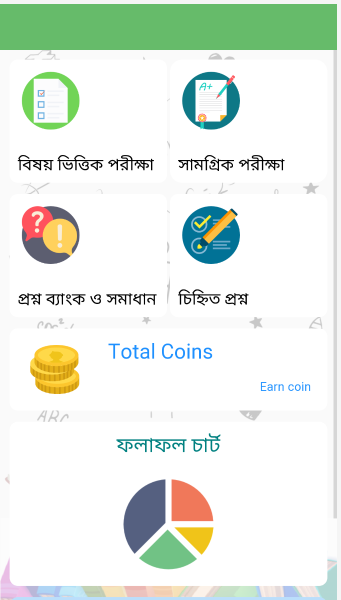 বিষয় ভিত্তিক পরীক্ষা
সামগ্রিক পরীক্ষা
প্রশ্ন ব্যাংক ও সমাধান
চিহ্নিত প্রশ্ন
Total Coins
Earn coin
ফলাফল চার্ট